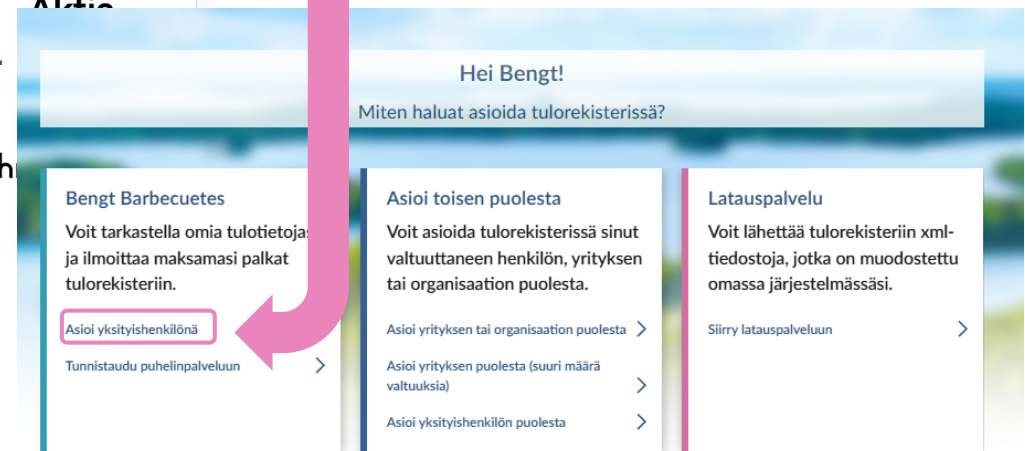 Aktio
Hei Bengt!
Miten haluat asioida tulorekisterissä?
Bengt Barbecuetes
Voit tarkastella omia tulotietojas
ja ilmoittaa maksamasi palkat
tulorekisteriin.
Asioi yksityishenkilönä
Tunnistaudu puhelinpalveluun
Asioi toisen puolesta
Voit asioida tulorekisterissä sinut
valtuuttaneen henkilön, yrityksen
tai organisaation puolesta.
Asioi yrityksen tai organisaation puolesta
Asioi yrityksen puolesta (suuri määrä
valtuuksia)
Asioi yksityishenkilön puolesta
Latauspalvelu
Voit lähettää tulorekisteriin xml-
tiedostoja, jotka on muodostettu
omassa järjestelmässäsi.
Siirry latauspalveluun